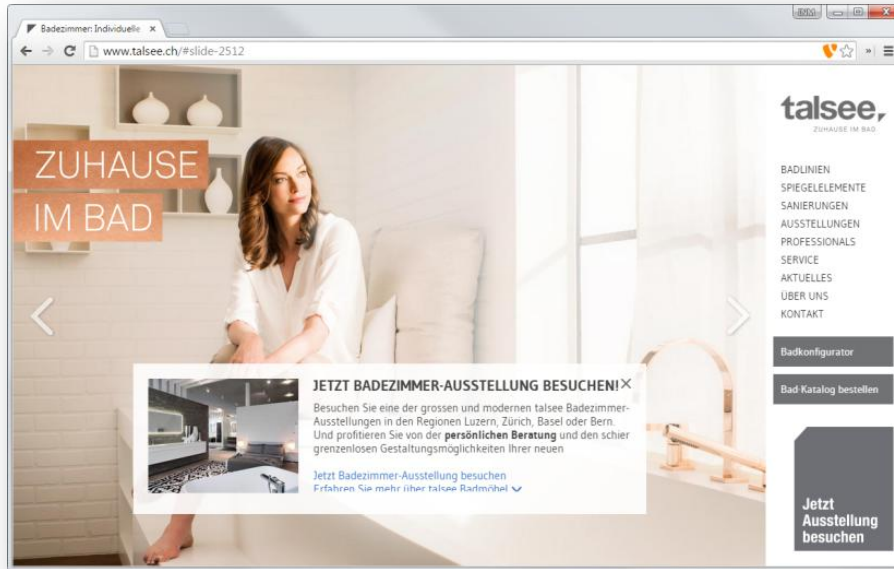 INM
Badezimmer: Individuelle
www.talsee.ch/#slide-2512
talsee,
ZUHAUSE IM BAD
ZUHAUSE
IM BAD
BADLINIEN
SPIEGELELEMENTE
SANIERUNGEN
AUSSTELLUNGEN
PROFESSIONALS
SERVICE
AKTUELLES
ÜBER UNS
KONTAKT
Badkonfigurator
Bad-Katalog bestellen
JETZT BADEZIMMER-AUSSTELLUNG BESUCHEN!
Besuchen Sie eine der grossen und modernen talsee Badezimmer-
Ausstellungen in den Regionen Luzern, Zürich, Basel oder Bern.
Und profitieren Sie von der persönlichen Beratung und den schier
grenzenlosen Gestaltungsmöglichkeiten Ihrer neuen
Jetzt Badezimmer-Ausstellung besuchen
Erfahren Sie mehr über talsee Badmöbel
Jetzt
Ausstellung
besuchen